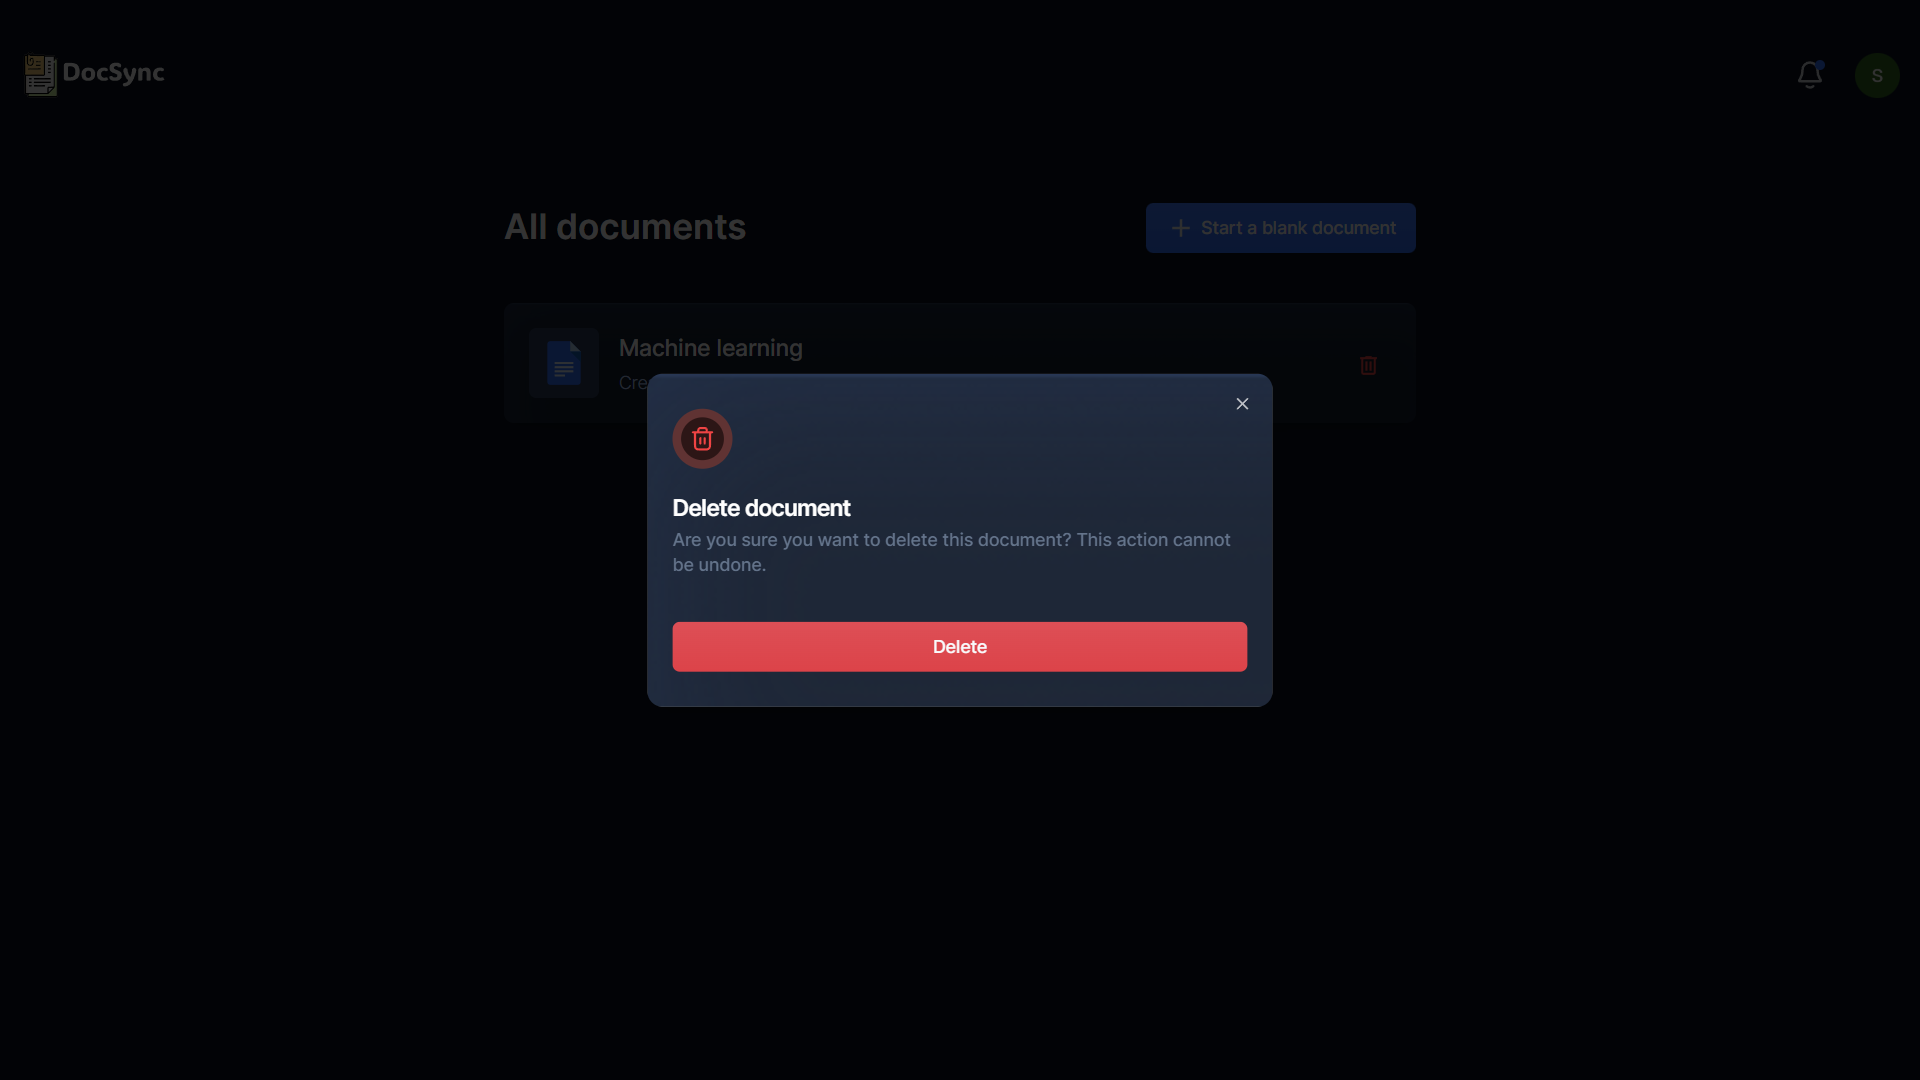 DocSync
S
All documents
Start a blank document
Machine learning
Cre
Delete document
Are you sure you want to delete this document? This action cannot
be undone.
Delete